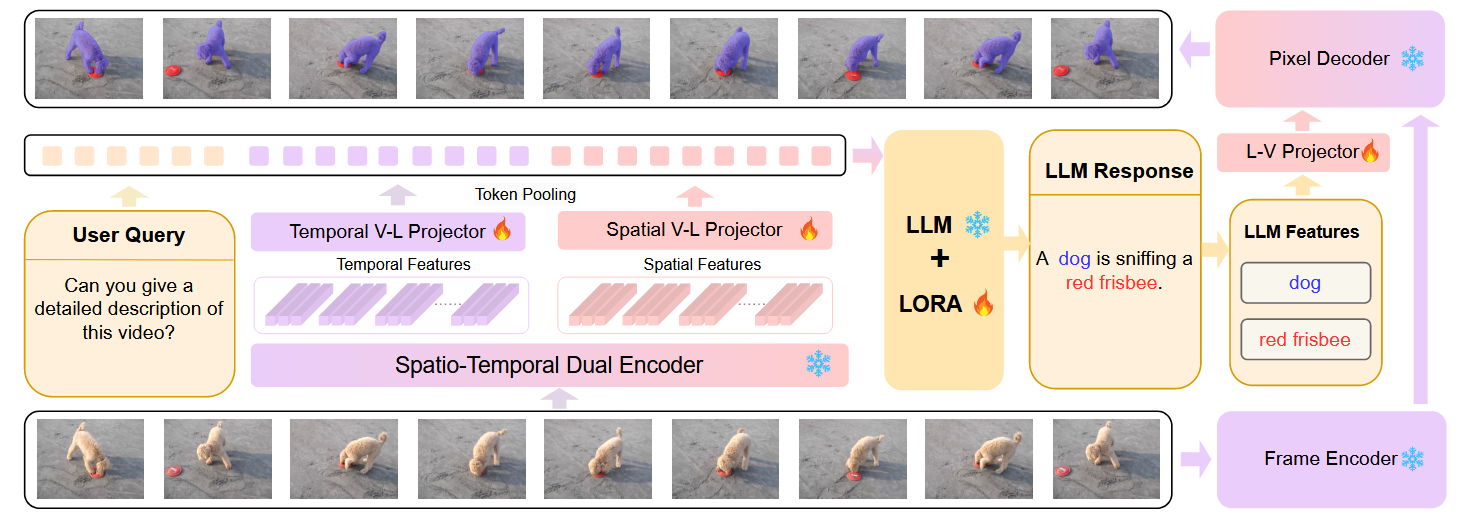 Pixel Decoder
L-V Projector
Token Pooling
User Query
Can you give a
detailed description of
this video?
Temporal V-L Projector
Spatial V-L Projector
Temporal Features
Spatial Features
......
......
Spatio-Temporal Dual Encoder
LLM
+
LORA
LLM Response
A dog is sniffing a
red frisbee.
LLM Features
dog
red frisbee
Frame Encoder